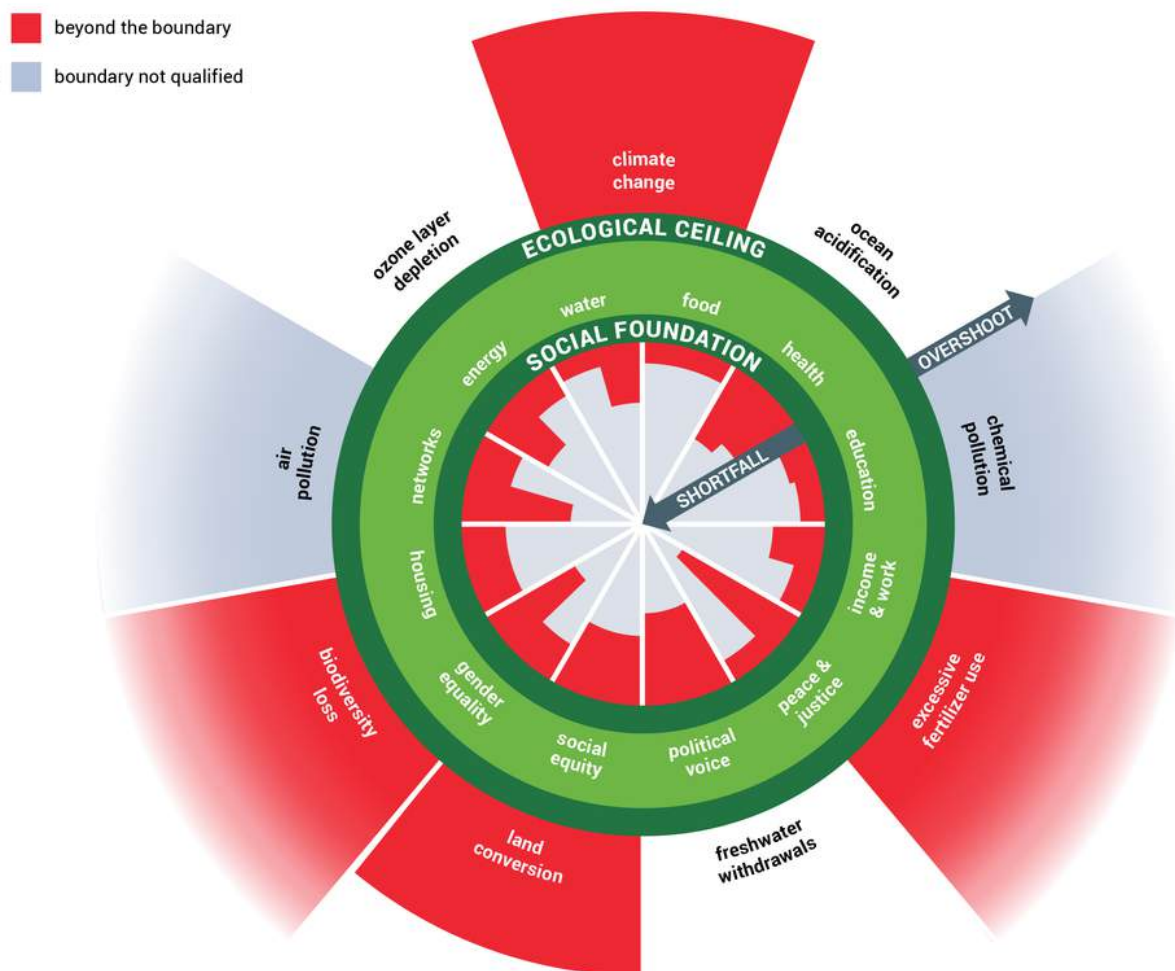 beyond the boundary
boundary not qualified
climate
change
ozone layer
depletion
ocean
acidification
ECOLOGICAL CEILING
water
food
energy
SOCIAL FOUNDATION
health
OVERSHOOT
air
pollution
networks
SHORTFALL
education
chemical
pollution
housing
income
& work
biodiversity
loss
gender
equality
social
equity
political
voice
peace &
justice
excessive
fertilizer use
land
conversion
freshwater
withdrawals